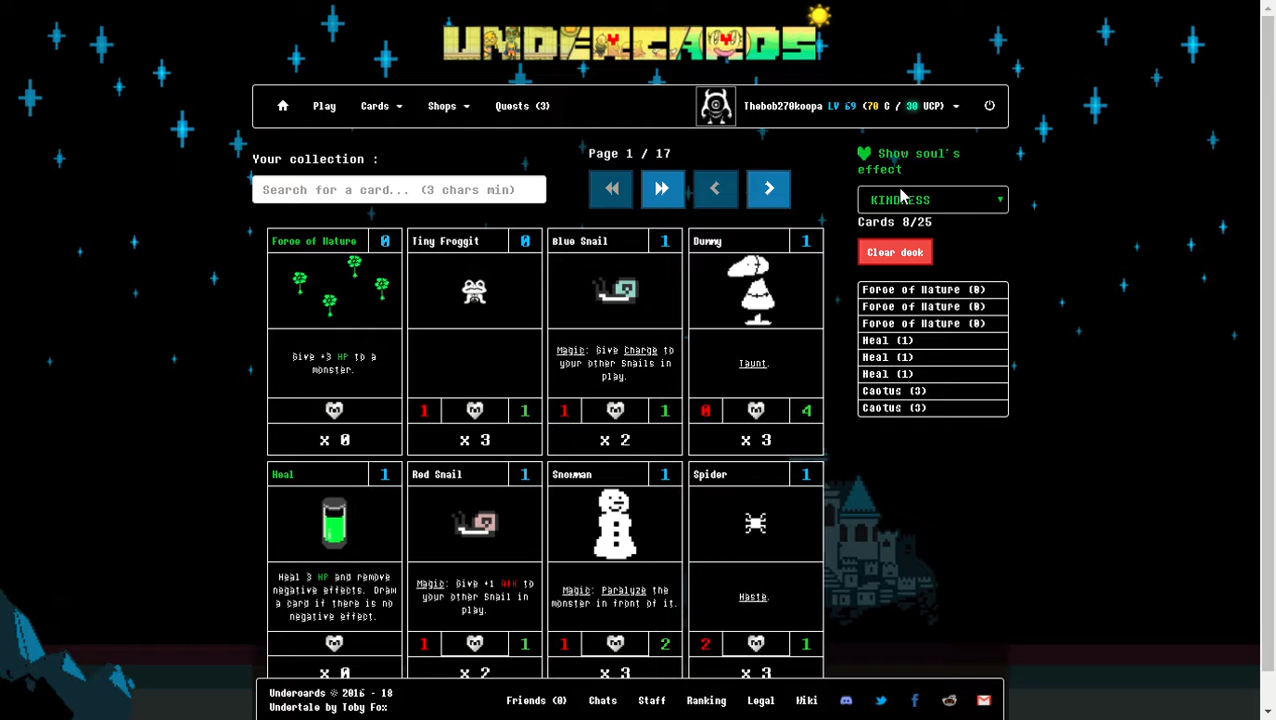 UNDERCARDS
Play Cards Shops Quests (3) Thebob270koopa LV 69 (70 G / 30 UCP)
Your collection :
Search for a card... (3 chars min)
Page 1 / 17
Show soul's
effect
KINDNESS
Cards 8/25
Clear deck
Force of Nature (0)
Force of Nature (0)
Force of Nature (0)
Heal (1)
Heal (1)
Heal (1)
Cactus (3)
Cactus (3)
Force of Nature 0
Give +3 HP to a
monster.
x 0
Tiny Froggit 0
1 1
x 3
Blue Snail 1
Magic: Give Charge to
your other Snails in
play.
1 1
x 2
Dummy 1
Taunt.
0 4
x 3
Heal 1
Heal 3 HP and remove
negative effects. Draw
a card if there is no
negative effect.
x 0
Red Snail 1
Magic: Give +1 ATK to
your other Snail in
play.
1 1
x 2
Snowman 1
Magic: Paralyze the
monster in front of it.
1 2
x 3
Spider 1
Haste.
2 1
x 3
Undercards © 2016 - 18
Undertale by Toby Fox
Friends (0) Chats Staff Ranking Legal Wiki